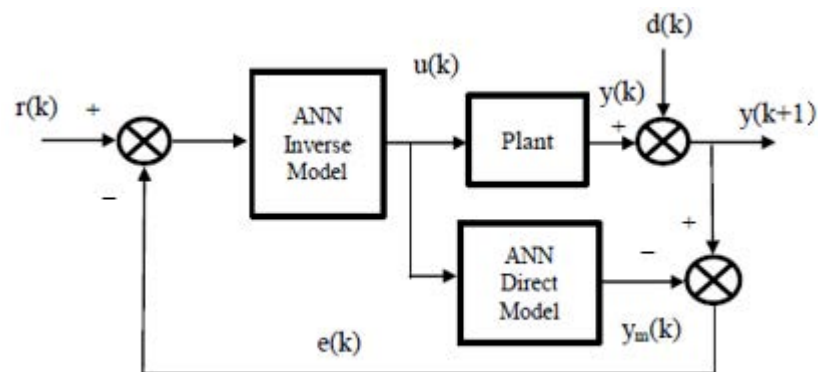 d(k)
u(k)
y(k)
r(k)
+
ANN
Inverse
Model
Plant
+
y(k+1)
−
+
ANN
Direct
Model
−
e(k)
yₘ(k)